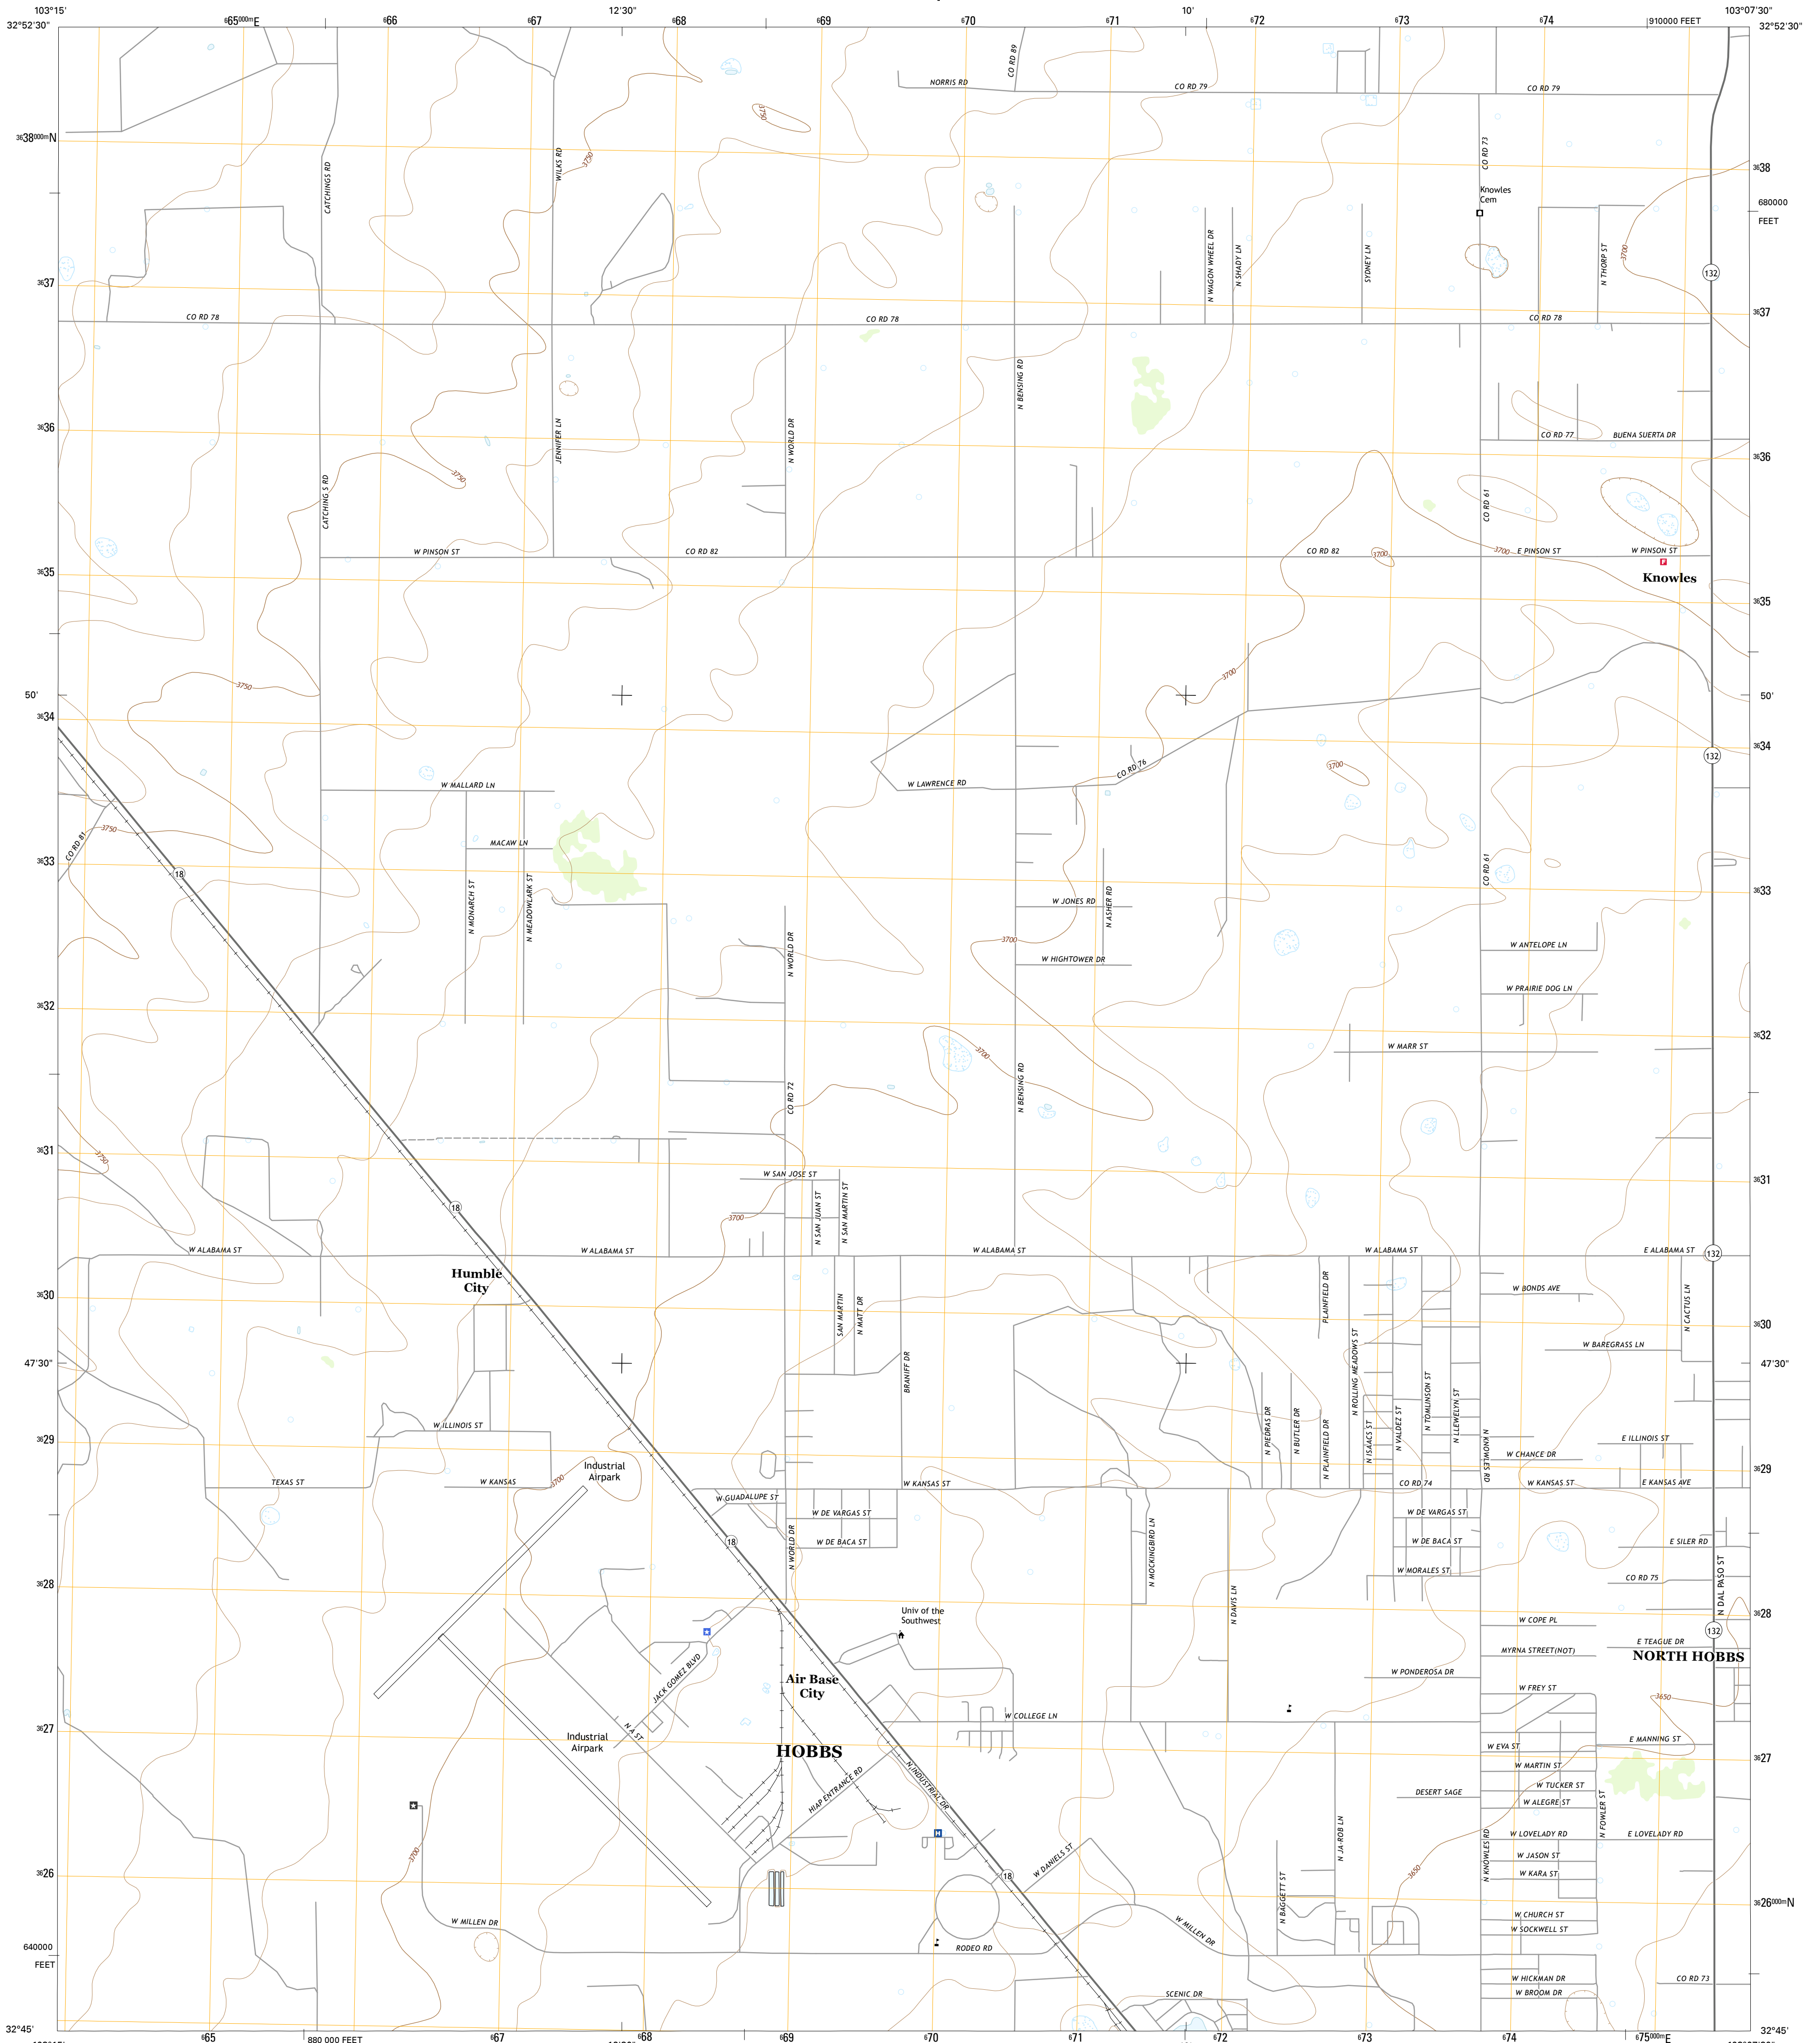 103°15'
⁶65⁰⁰⁰ᵐE
⁶66
⁶67
12'30"
⁶68
⁶69
⁶70
⁶71
10'
⁶72
⁶73
⁶74
910000 FEET
103°07'30"
32°52'30"
32°52'30"
NORRIS RD
CO RD 89
CO RD 79
CO RD 79
3750
³⁶38⁰⁰⁰ᵐN
3750
WILKS RD
CATCHINGS RD
CO RD 73
³⁶38
Knowles
Cem
680000
FEET
N WAGON WHEEL DR
N SHADY LN
SYDNEY LN
N THORP ST
3700
132
³⁶37
CO RD 78
CO RD 78
CO RD 78
³⁶37
N BENSING RD
³⁶36
JENNIFER LN
N WORLD DR
CO RD 77
BUENA SUERTA DR
³⁶36
3750
CATCHINGS RD
CO RD 61
W PINSON ST
CO RD 82
CO RD 82
3700
3700
E PINSON ST
W PINSON ST
Knowles
³⁶35
³⁶35
3750
3700
50'
50'
³⁶34
³⁶34
132
W MALLARD LN
W LAWRENCE RD
CO RD 76
3700
CO RD 81
3750
MACAW LN
³⁶33
18
CO RD 61
³⁶33
N MONARCH ST
N MEADOWLARK ST
W JONES RD
N ASHER RD
N WORLD DR
3700
W HIGHTOWER DR
W ANTELOPE LN
W PRAIRIE DOG LN
³⁶32
³⁶32
3700
W MARR ST
CO RD 72
N BENSING RD
³⁶31
3750
W SAN JOSE ST
³⁶31
18
3700
N SAN JUAN ST
N SAN MARTIN ST
W ALABAMA ST
W ALABAMA ST
W ALABAMA ST
W ALABAMA ST
E ALABAMA ST
132
Humble
City
³⁶30
SAN MARTIN
N MATT DR
PLAINFIELD DR
W BONDS AVE
N CACTUS LN
³⁶30
47'30"
BRANIFF DR
N ROLLING MEADOWS ST
W BAREGRASS LN
47'30"
W ILLINOIS ST
³⁶29
N PIEDRAS DR
N BUTLER DR
N PLAINFIELD DR
N ISAACS ST
N VALDEZ ST
N TOMLINSON ST
N LLEWELYN ST
N KNOWLES RD
W CHANCE DR
E ILLINOIS ST
³⁶29
Industrial
Airpark
TEXAS ST
W KANSAS
3700
W KANSAS ST
CO RD 74
W KANSAS ST
E KANSAS AVE
W GUADALUPE ST
W DE VARGAS ST
W DE VARGAS ST
18
N WORLD DR
W DE BACA ST
N MOCKINGBIRD LN
W DE BACA ST
E SILER RD
W MORALES ST
CO RD 75
N DAL PASO ST
³⁶28
N DAVIS LN
³⁶28
Univ of the
Southwest
W COPE PL
132
MYRNA STREET(NOT)
E TEAGUE DR
NORTH HOBBS
JACK GOMEZ BLVD
Air Base
City
W PONDEROSA DR
W FREY ST
3650
³⁶27
N A ST
W COLLEGE LN
Industrial
Airpark
HOBBS
W EVA ST
E MANNING ST
³⁶27
HIAP ENTRANCE RD
N INDUSTRIAL DR
W MARTIN ST
DESERT SAGE
W TUCKER ST
W ALEGRE ST
N FOWLER ST
H
N JA-ROB LN
N KNOWLES RD
W LOVELADY RD
E LOVELADY RD
³⁶26
3700
W DANIELS ST
18
N BAGGETT ST
3650
W JASON ST
W KARA ST
³⁶26⁰⁰⁰ᵐN
W MILLEN DR
W MILLEN DR
W CHURCH ST
W SOCKWELL ST
640000
FEET
RODEO RD
W HICKMAN DR
CO RD 73
SCENIC DR
W BROOM DR
32°45'
32°45'
⁶65
880 000 FEET
⁶67
⁶68
⁶69
⁶70
⁶71
⁶72
⁶73
⁶74
⁶75⁰⁰⁰ᵐE